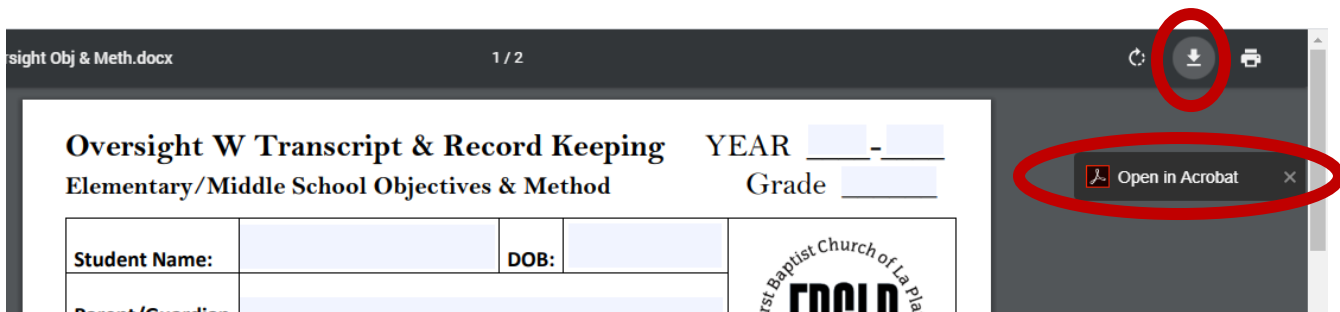 rsight Obj & Meth.docx 1 / 2
Oversight W Transcript & Record Keeping YEAR ____-____
Open in Acrobat
Elementary/Middle School Objectives & Method Grade ______
Student Name: DOB:
Baptist Church of La Pla
FBCLP
Parent/Guardian